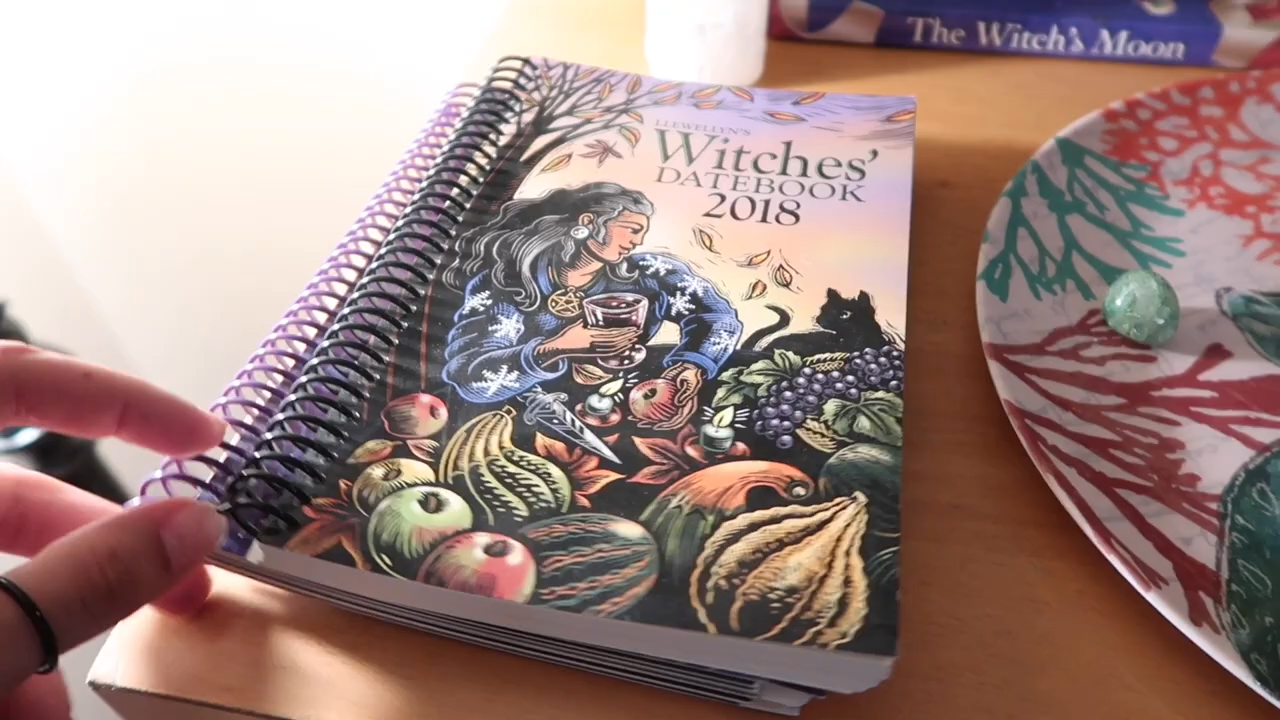 The Witch's Moon
LLEWELLYN'S
Witches'
DATEBOOK
2018